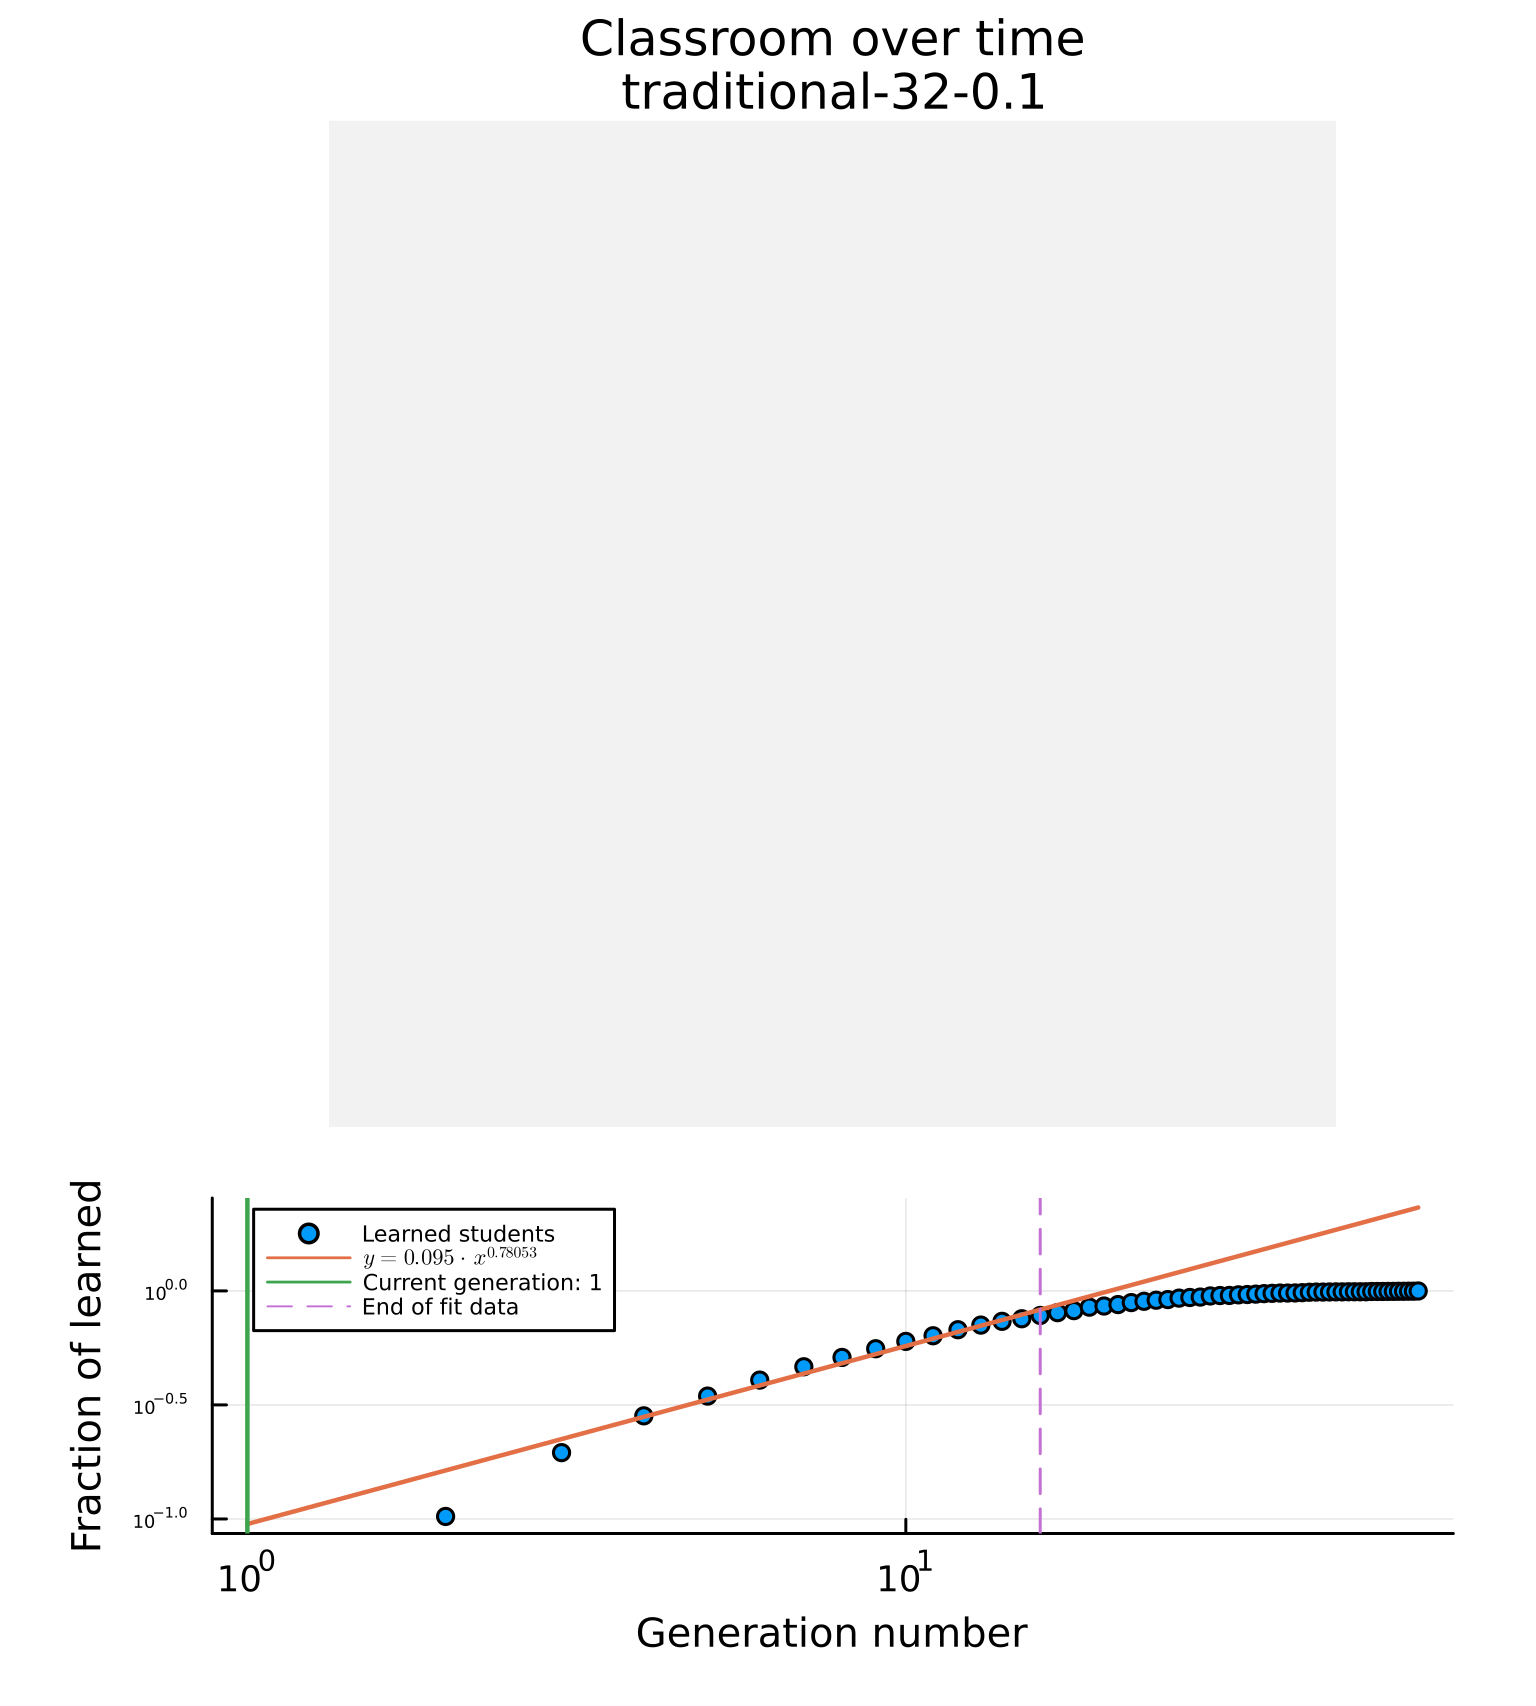 Classroom over time
traditional-32-0.1
Fraction of learned
Learned students
y = 0.095 · x^0.78053
Current generation: 1
End of fit data
10^0.0
10^−0.5
10^−1.0
10^0
10^1
Generation number